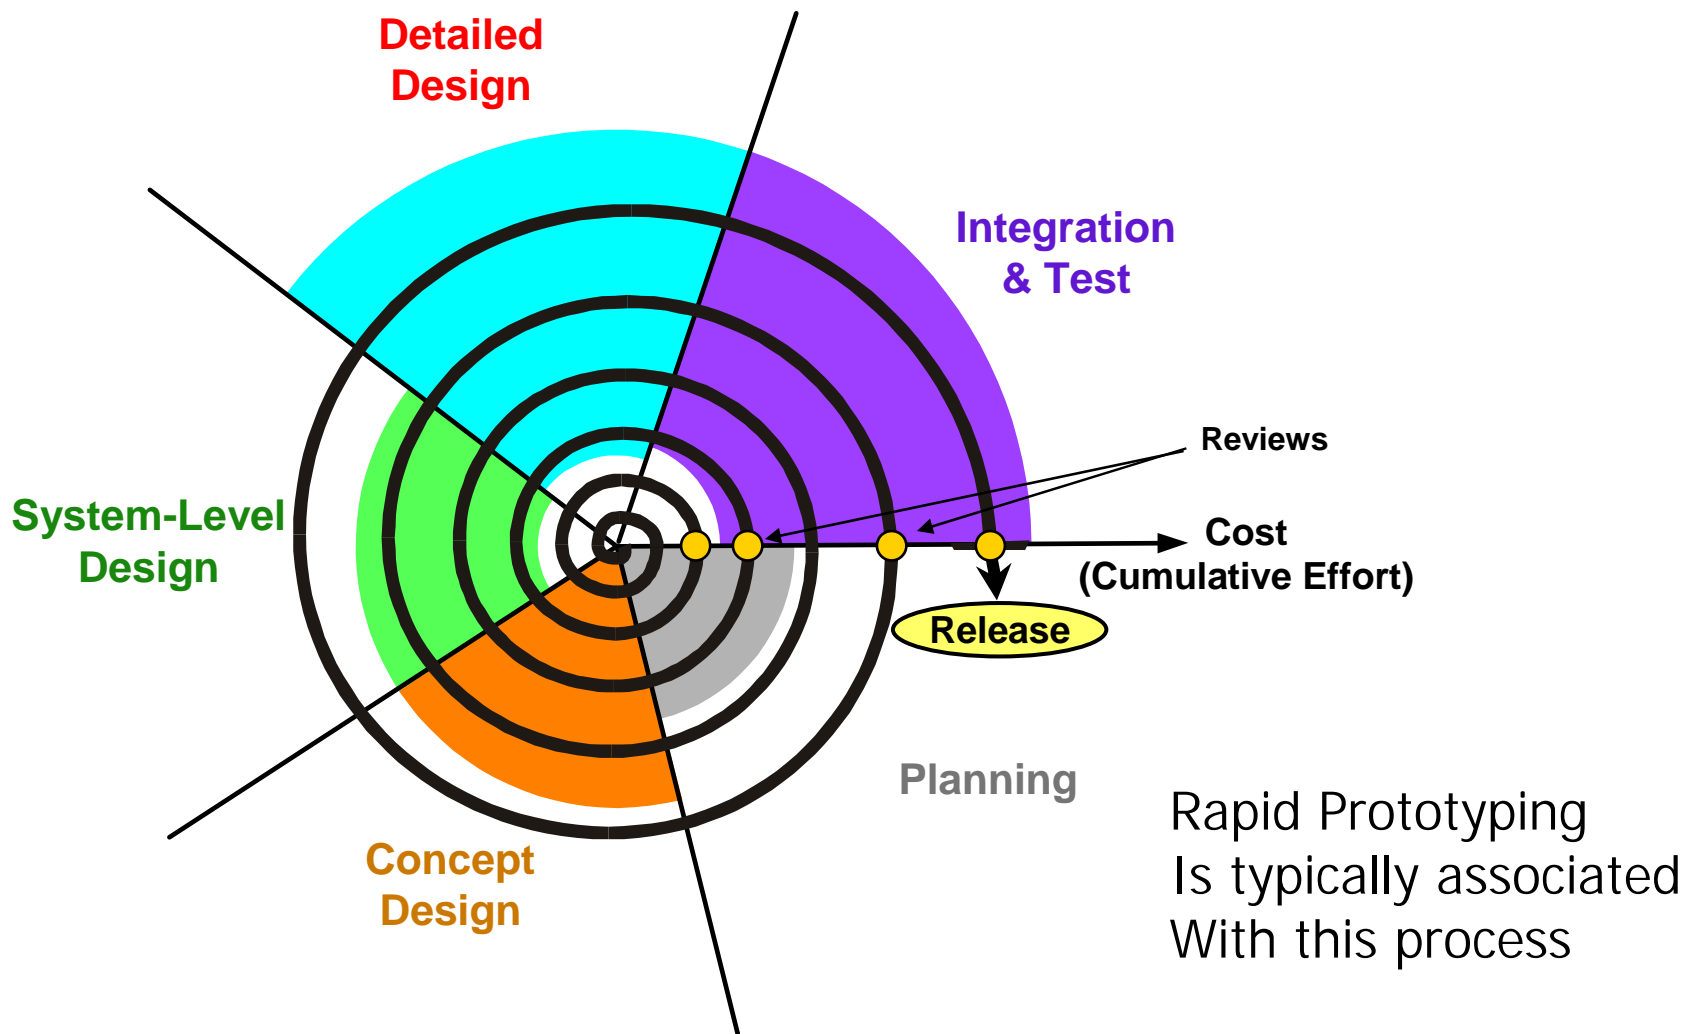 Detailed
Design
Integration
& Test
Reviews
System-Level
Design
Cost
(Cumulative Effort)
Release
Planning
Concept
Design
Rapid Prototyping
Is typically associated
With this process